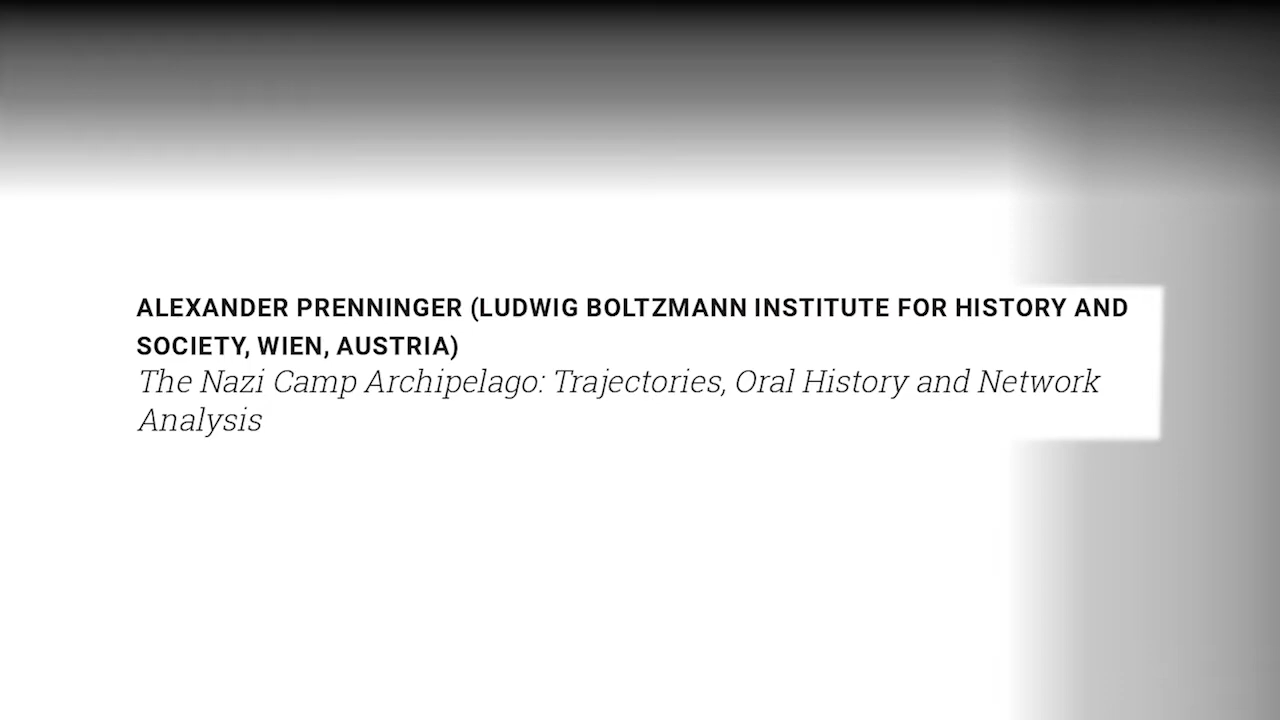 ALEXANDER PRENNINGER (LUDWIG BOLTZMANN INSTITUTE FOR HISTORY AND
SOCIETY, WIEN, AUSTRIA)
The Nazi Camp Archipelago: Trajectories, Oral History and Network
Analysis